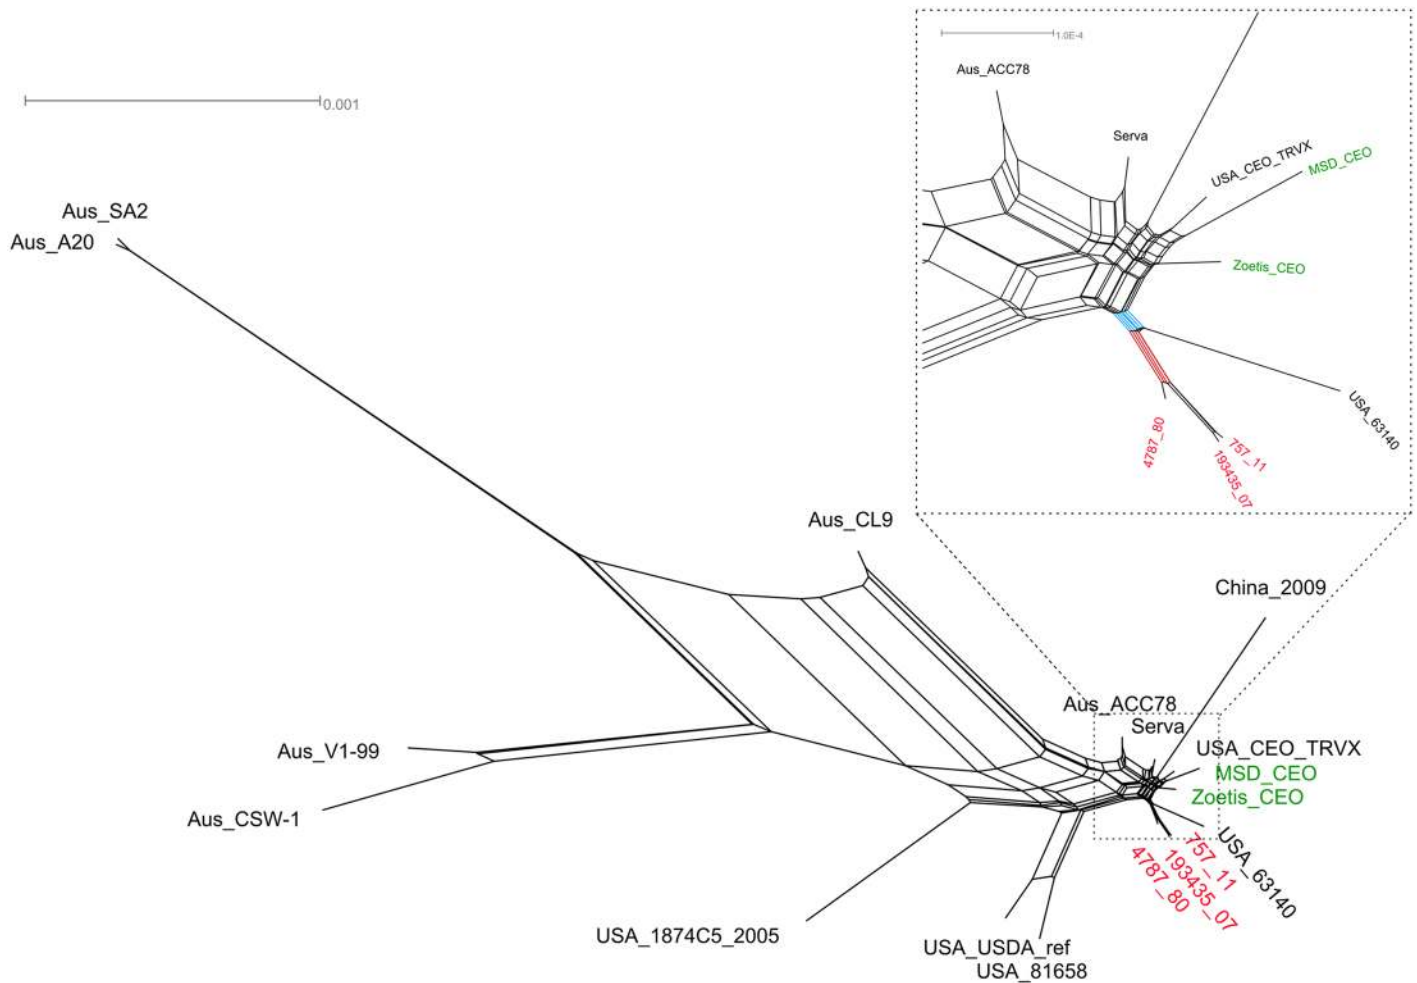 1.0E-4
Aus_ACC78
Serva
USA_CEO_TRVX
MSD_CEO
Zoetis_CEO
USA_63140
4787_80
757_11
193435_07
0.001
Aus_SA2
Aus_A20
Aus_CL9
China_2009
Aus_ACC78
Serva
USA_CEO_TRVX
MSD_CEO
Zoetis_CEO
Aus_V1-99
Aus_CSW-1
757_11
USA_63140
193435_07
4787_80
USA_1874C5_2005
USA_USDA_ref
USA_81658